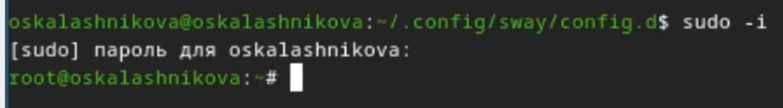 oskalashnikova@oskalashnikova:~/.config/sway/config.d$ sudo -i
[sudo] пароль для oskalashnikova:
root@oskalashnikova:~#